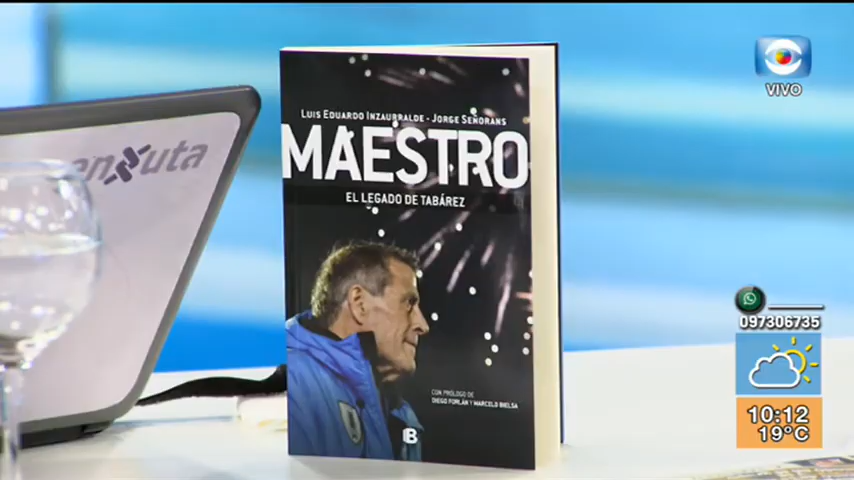 LUIS EDUARDO INZAURRALDE - JORGE SEÑORANS
MAESTRO
EL LEGADO DE TABÁREZ
CON PRÓLOGO DE
DIEGO FORLÁN Y MARCELO BIELSA
B
VIVO
097306735
10:12
19°C